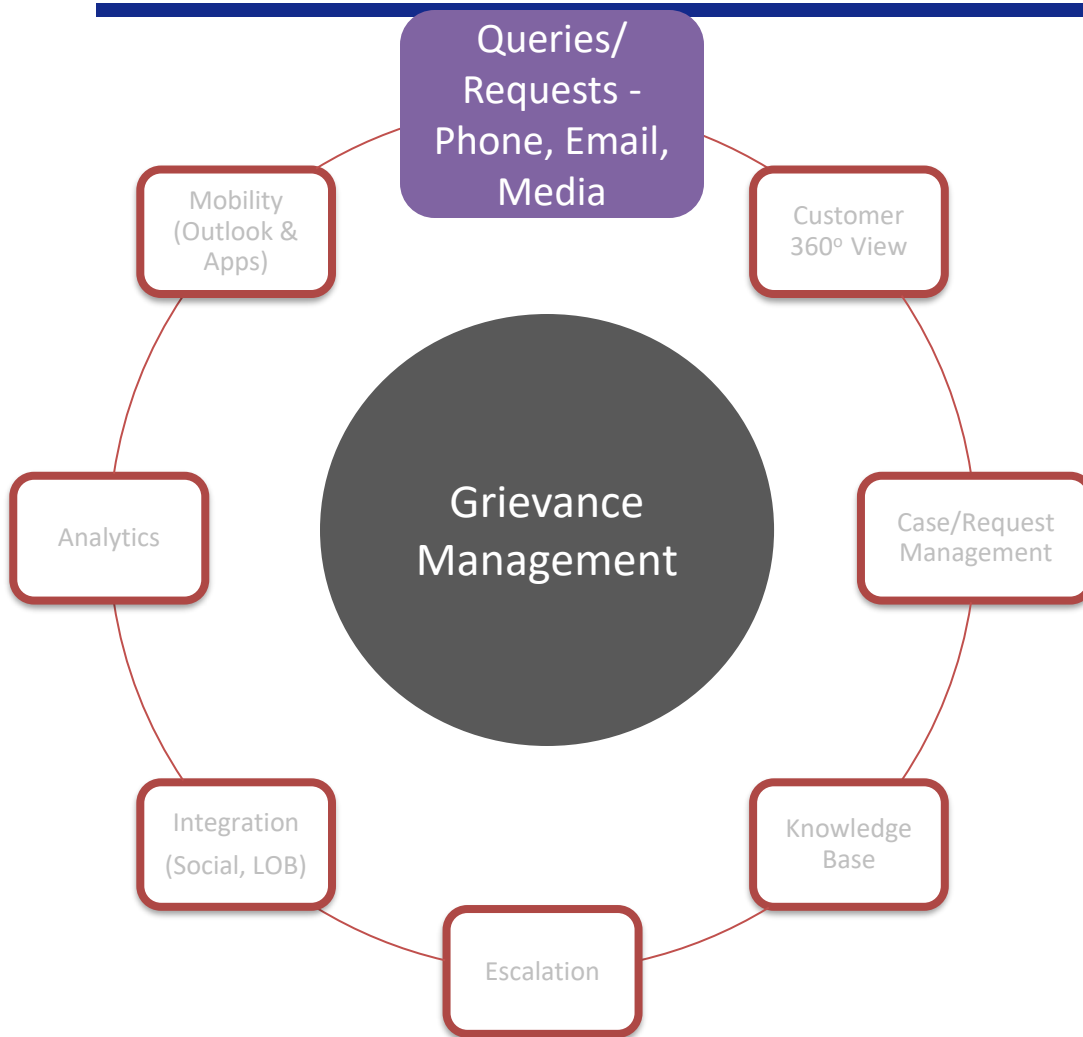 Queries/
Requests -
Phone, Email,
Media
Customer
360º View
Case/Request
Management
Knowledge
Base
Escalation
Integration
(Social, LOB)
Analytics
Mobility
(Outlook &
Apps)
Grievance
Management